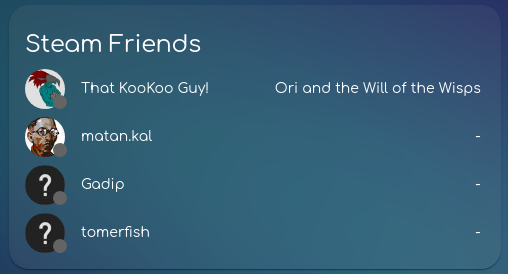 Steam Friends
That KooKoo Guy! Ori and the Will of the Wisps
matan.kal -
? Gadip -
? tomerfish -